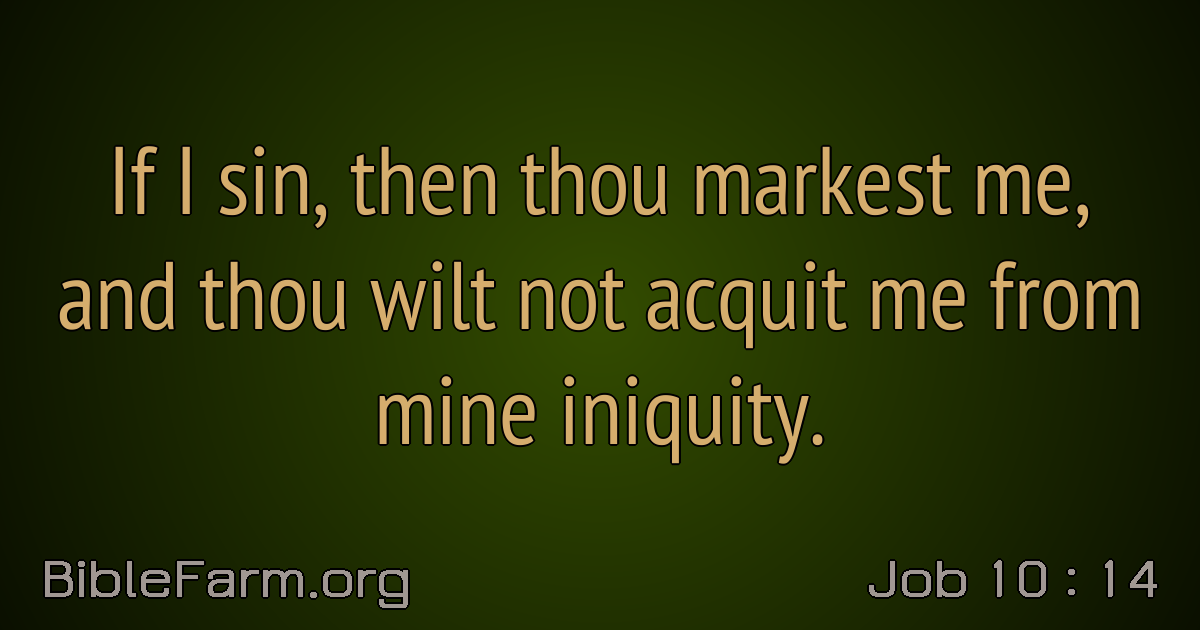 If I sin, then thou markest me,
and thou wilt not acquit me from
mine iniquity.
BibleFarm.org
Job 10 : 14